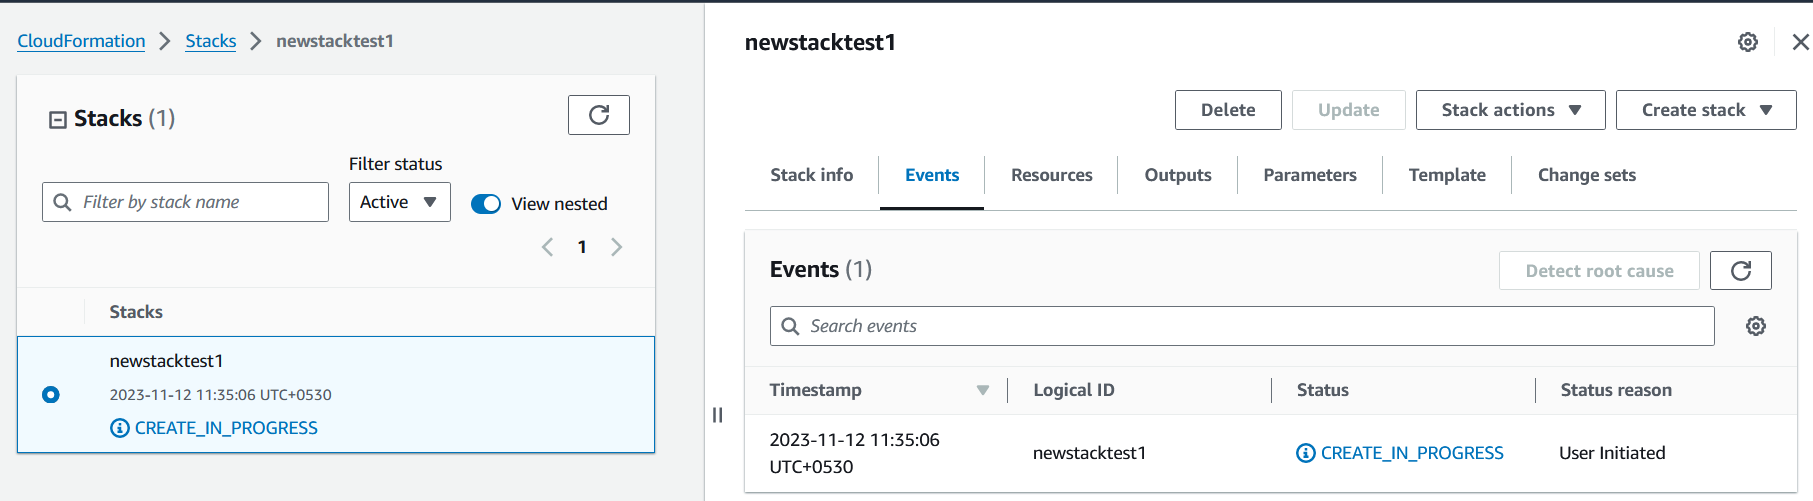 CloudFormation > Stacks > newstacktest1
Stacks (1)
Filter status
Filter by stack name
Active
View nested
1
Stacks
newstacktest1
2023-11-12 11:35:06 UTC+0530
CREATE_IN_PROGRESS
newstacktest1
Delete
Update
Stack actions
Create stack
Stack info
Events
Resources
Outputs
Parameters
Template
Change sets
Events (1)
Detect root cause
Search events
Timestamp
Logical ID
Status
Status reason
2023-11-12 11:35:06
UTC+0530
newstacktest1
CREATE_IN_PROGRESS
User Initiated